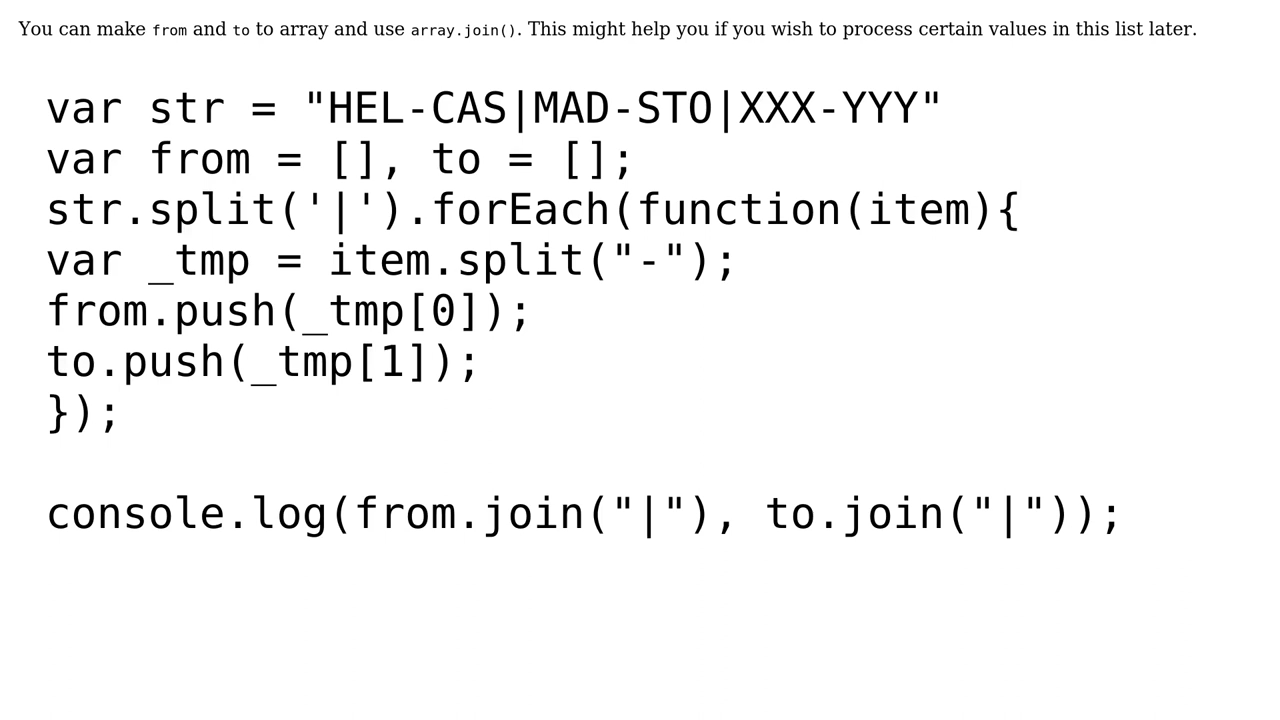 You can make from and to to array and use array.join(). This might help you if you wish to process certain values in this list later.
var str = "HEL-CAS|MAD-STO|XXX-YYY"
var from = [], to = [];
str.split('|').forEach(function(item){
var _tmp = item.split("-");
from.push(_tmp[0]);
to.push(_tmp[1]);
});
console.log(from.join("|"), to.join("|"));